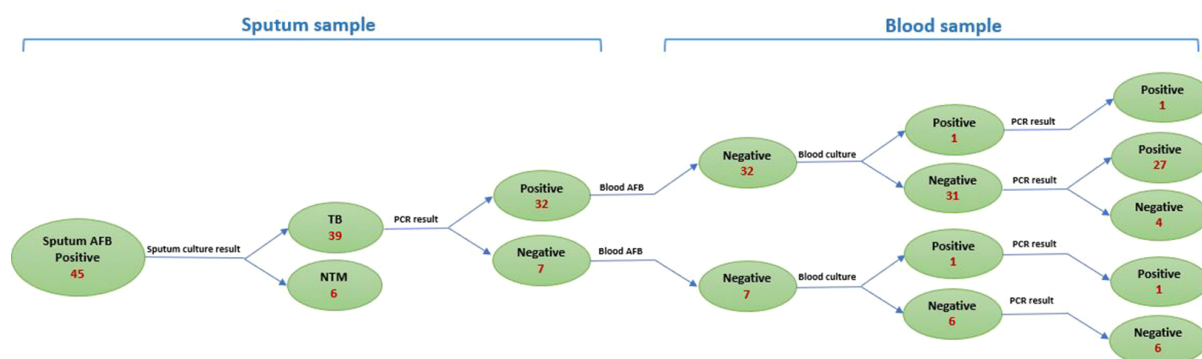 Sputum sample
Blood sample
Sputum AFB
Positive
45
Sputum culture result
TB
39
NTM
6
PCR result
Positive
32
Negative
7
Blood AFB
Blood AFB
Negative
32
Negative
7
Blood culture
Positive
1
Negative
31
Blood culture
Positive
1
Negative
6
PCR result
Positive
1
PCR result
Positive
27
Negative
4
PCR result
Positive
1
PCR result
Negative
6